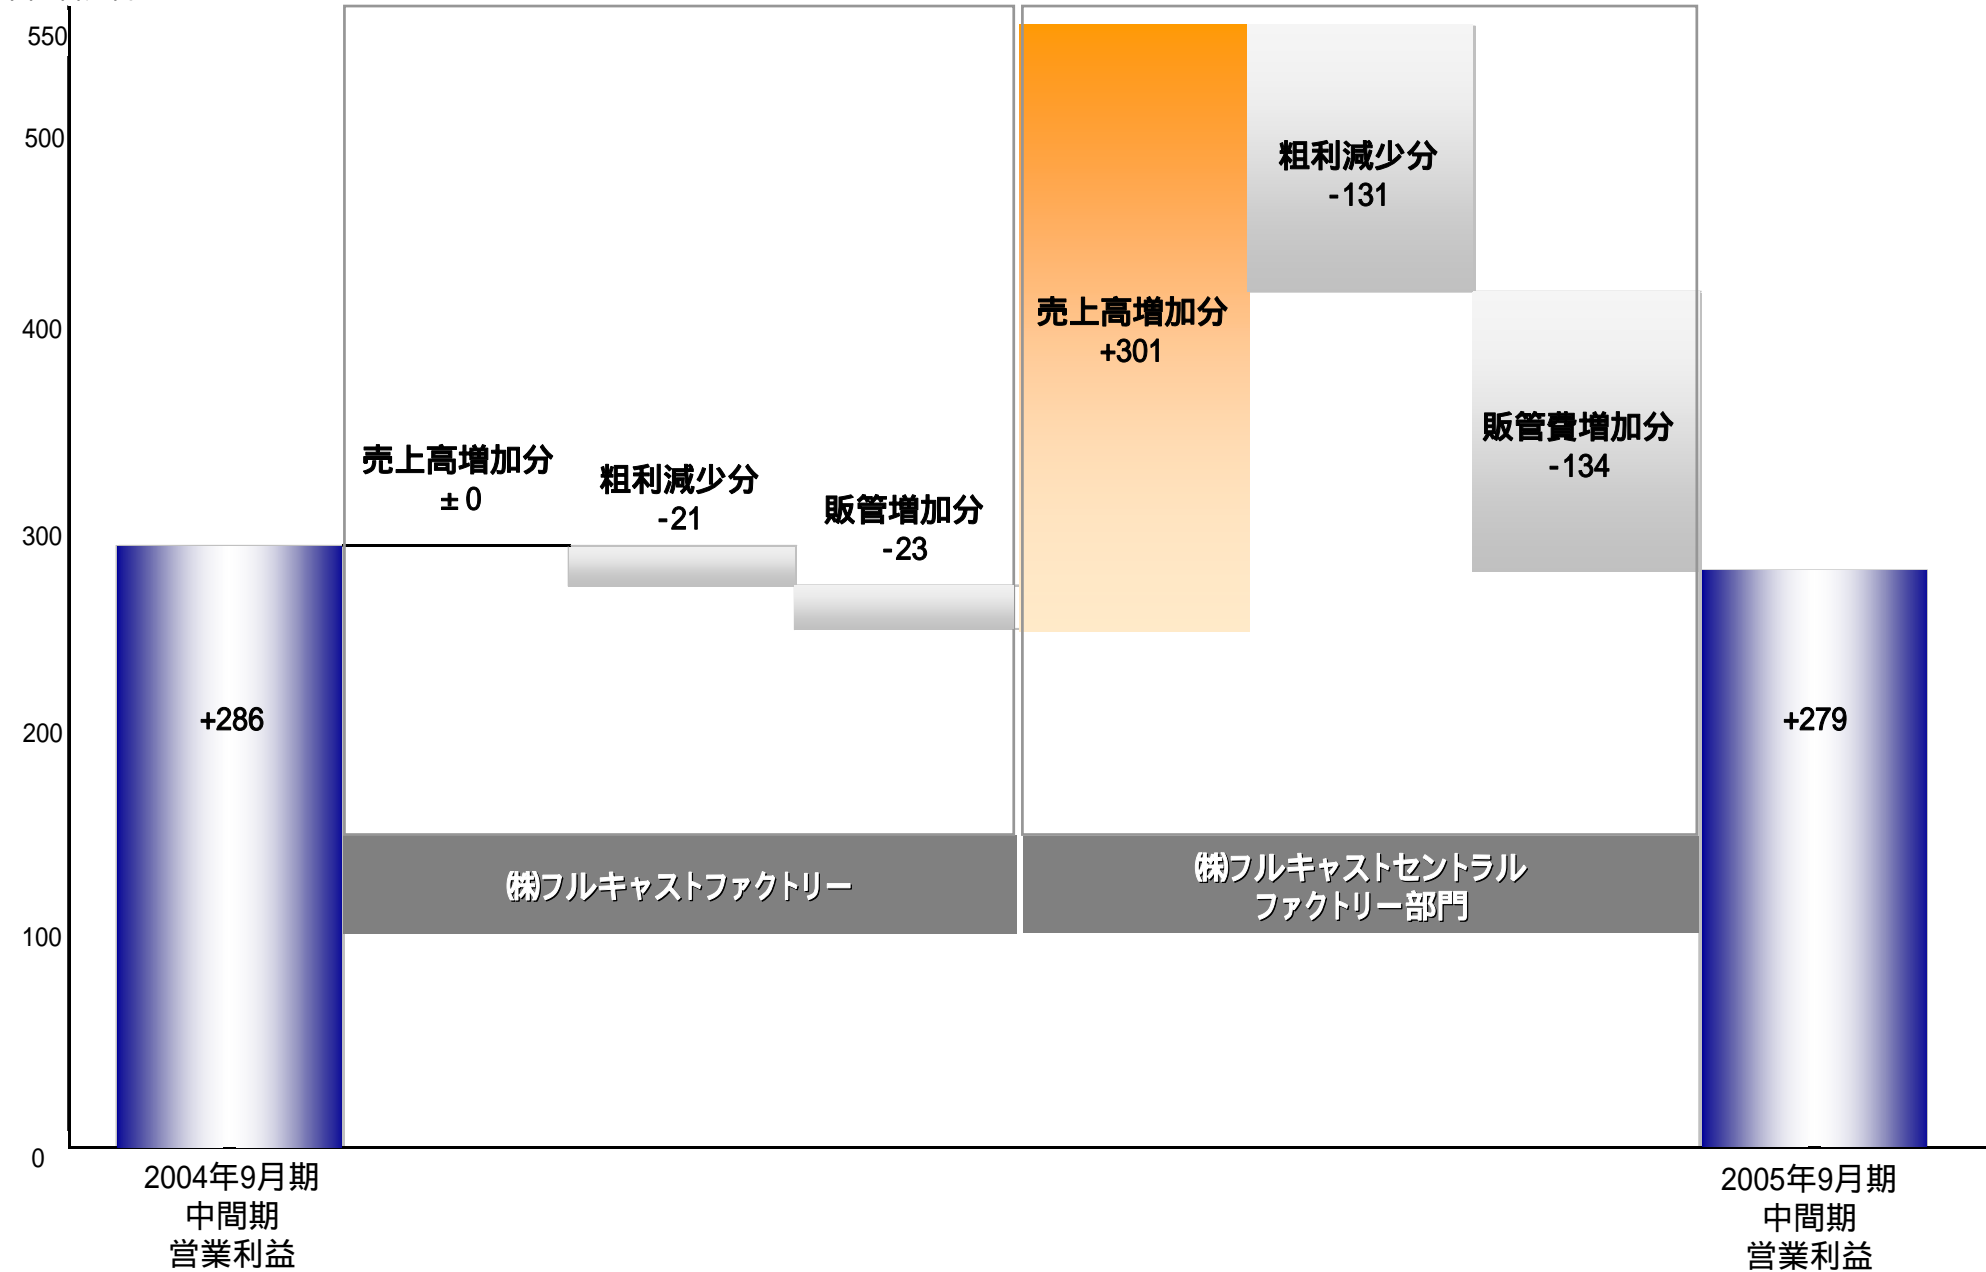 550
500
400
300
200
100
0
売上高増加分
± 0
粗利減少分
-21
販管増加分
-23
売上高増加分
+301
粗利減少分
-131
販管費増加分
-134
+286
+279
㈱フルキャストファクトリー
㈱フルキャストセントラル
ファクトリー部門
2004年9月期
中間期
営業利益
2005年9月期
中間期
営業利益